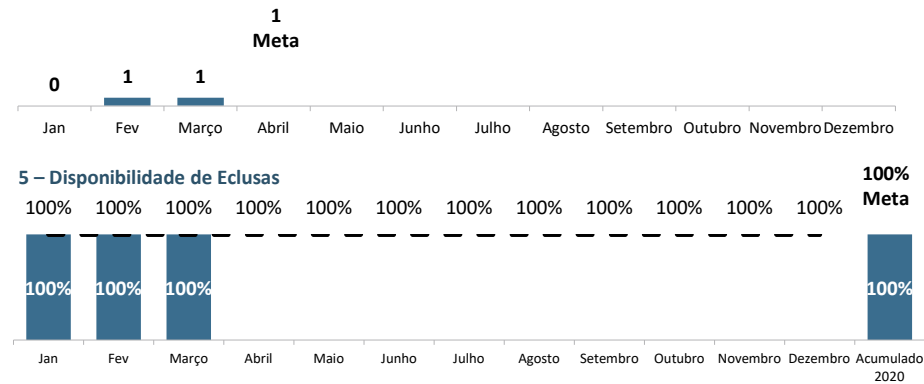 1
Meta
0 1 1
Jan Fev Março Abril Maio Junho Julho Agosto Setembro Outubro Novembro Dezembro
5 – Disponibilidade de Eclusas
100%
Meta
100% 100% 100% 100% 100% 100% 100% 100% 100% 100% 100% 100%
100% 100% 100% 100%
Jan Fev Março Abril Maio Junho Julho Agosto Setembro Outubro Novembro Dezembro Acumulado
2020